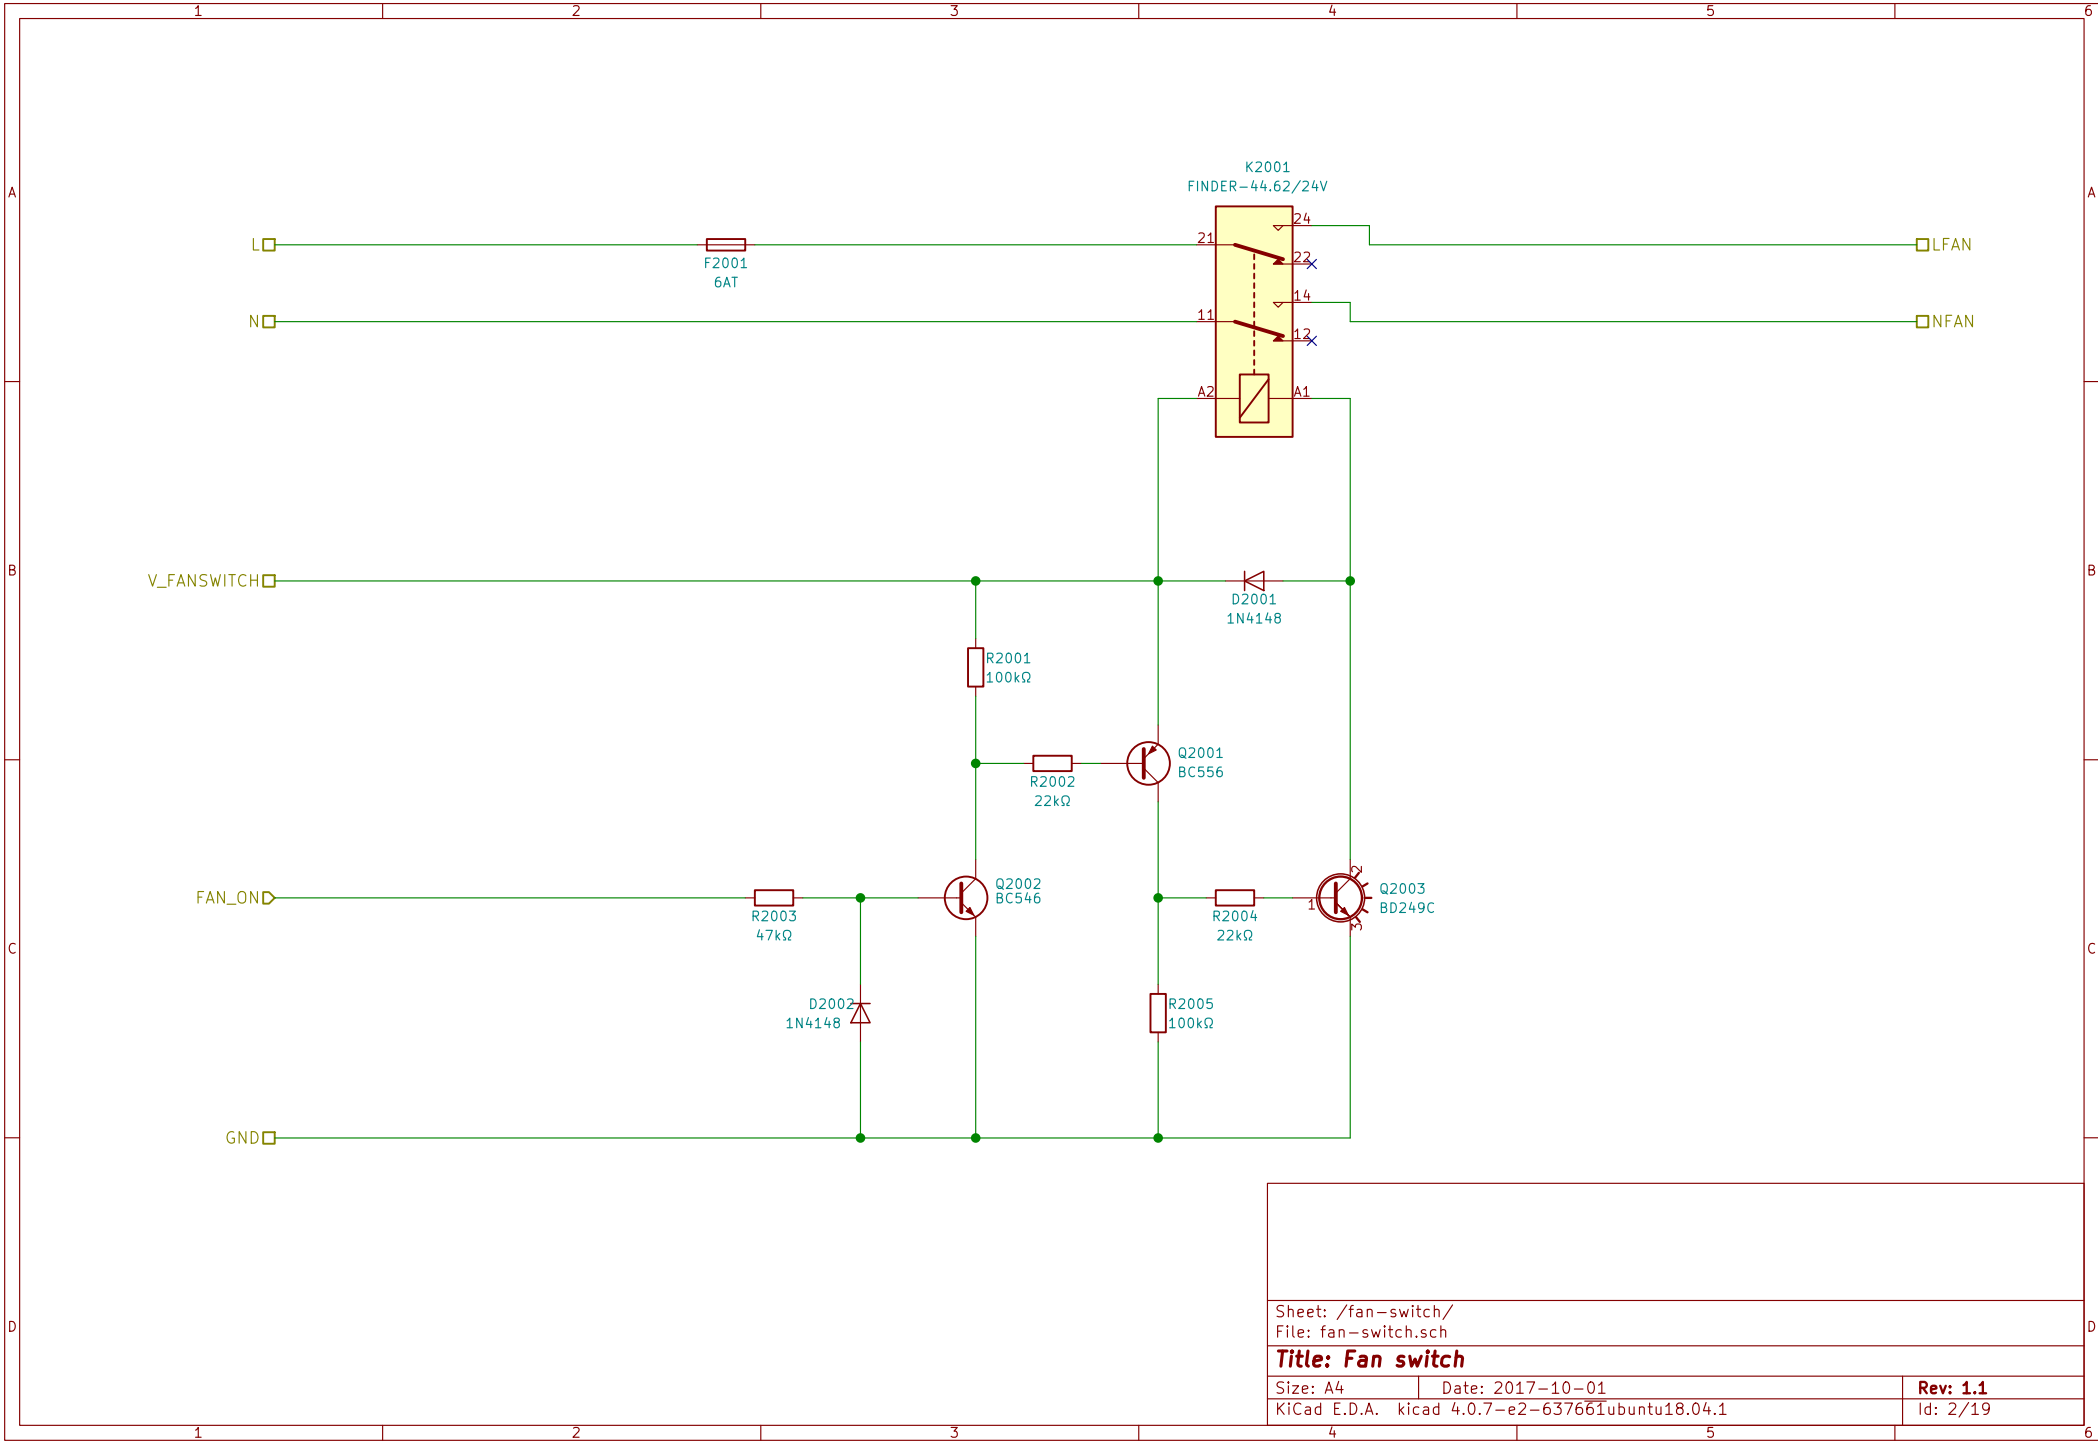 1 2 3 4 5 6
K2001
A A
FINDER-44.62/24V
24
21
L LFAN
22
F2001
6AT
14
N 11 NFAN
12
A2 A1
B V_FANSWITCH B
D2001
1N4148
R2001
100kΩ
Q2001
BC556
R2002
22kΩ
2
Q2002
BC546
FAN_ON
1
Q2003
BD249C
3
R2003
47kΩ
R2004
22kΩ
C C
D2002
1N4148
R2005
100kΩ
GND
Sheet: /fan-switch/
D D
File: fan-switch.sch
Title: Fan switch
Size: A4 Date: 2017-10-01 Rev: 1.1
KiCad E.D.A. kicad 4.0.7-e2-637661ubuntu18.04.1 Id: 2/19
1 2 3 4 5 6